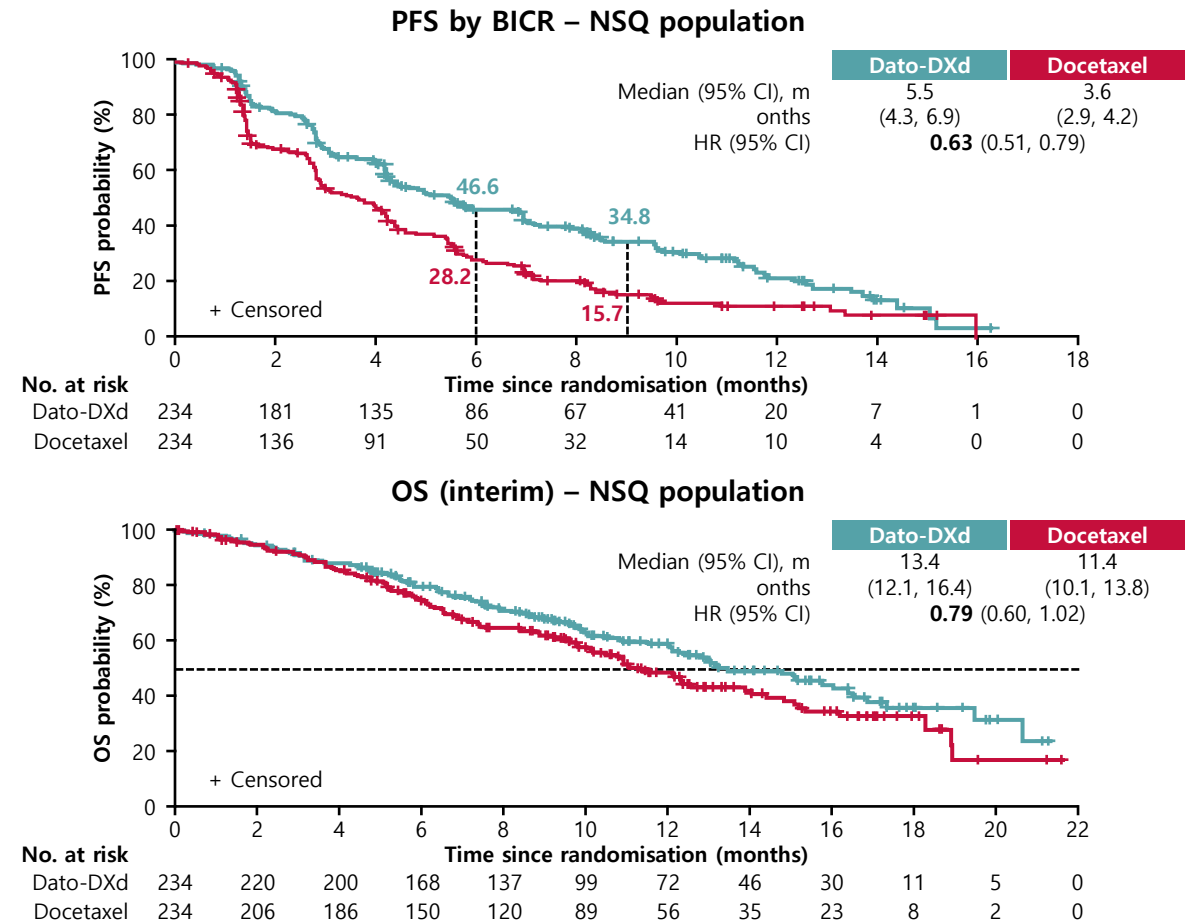 PFS by BICR – NSQ population
Dato-DXd Docetaxel
Median (95% CI), m 5.5 3.6
onths (4.3, 6.9) (2.9, 4.2)
HR (95% CI) 0.63 (0.51, 0.79)
PFS probability (%)
100
80
60
40
20
0
46.6
34.8
28.2
15.7
+ Censored
0 2 4 6 8 10 12 14 16 18
No. at risk Time since randomisation (months)
Dato-DXd 234 181 135 86 67 41 20 7 1 0
Docetaxel 234 136 91 50 32 14 10 4 0 0
OS (interim) – NSQ population
Dato-DXd Docetaxel
Median (95% CI), m 13.4 11.4
onths (12.1, 16.4) (10.1, 13.8)
HR (95% CI) 0.79 (0.60, 1.02)
OS probability (%)
100
80
60
40
20
0
+ Censored
0 2 4 6 8 10 12 14 16 18 20 22
No. at risk Time since randomisation (months)
Dato-DXd 234 220 200 168 137 99 72 46 30 11 5 0
Docetaxel 234 206 186 150 120 89 56 35 23 8 2 0